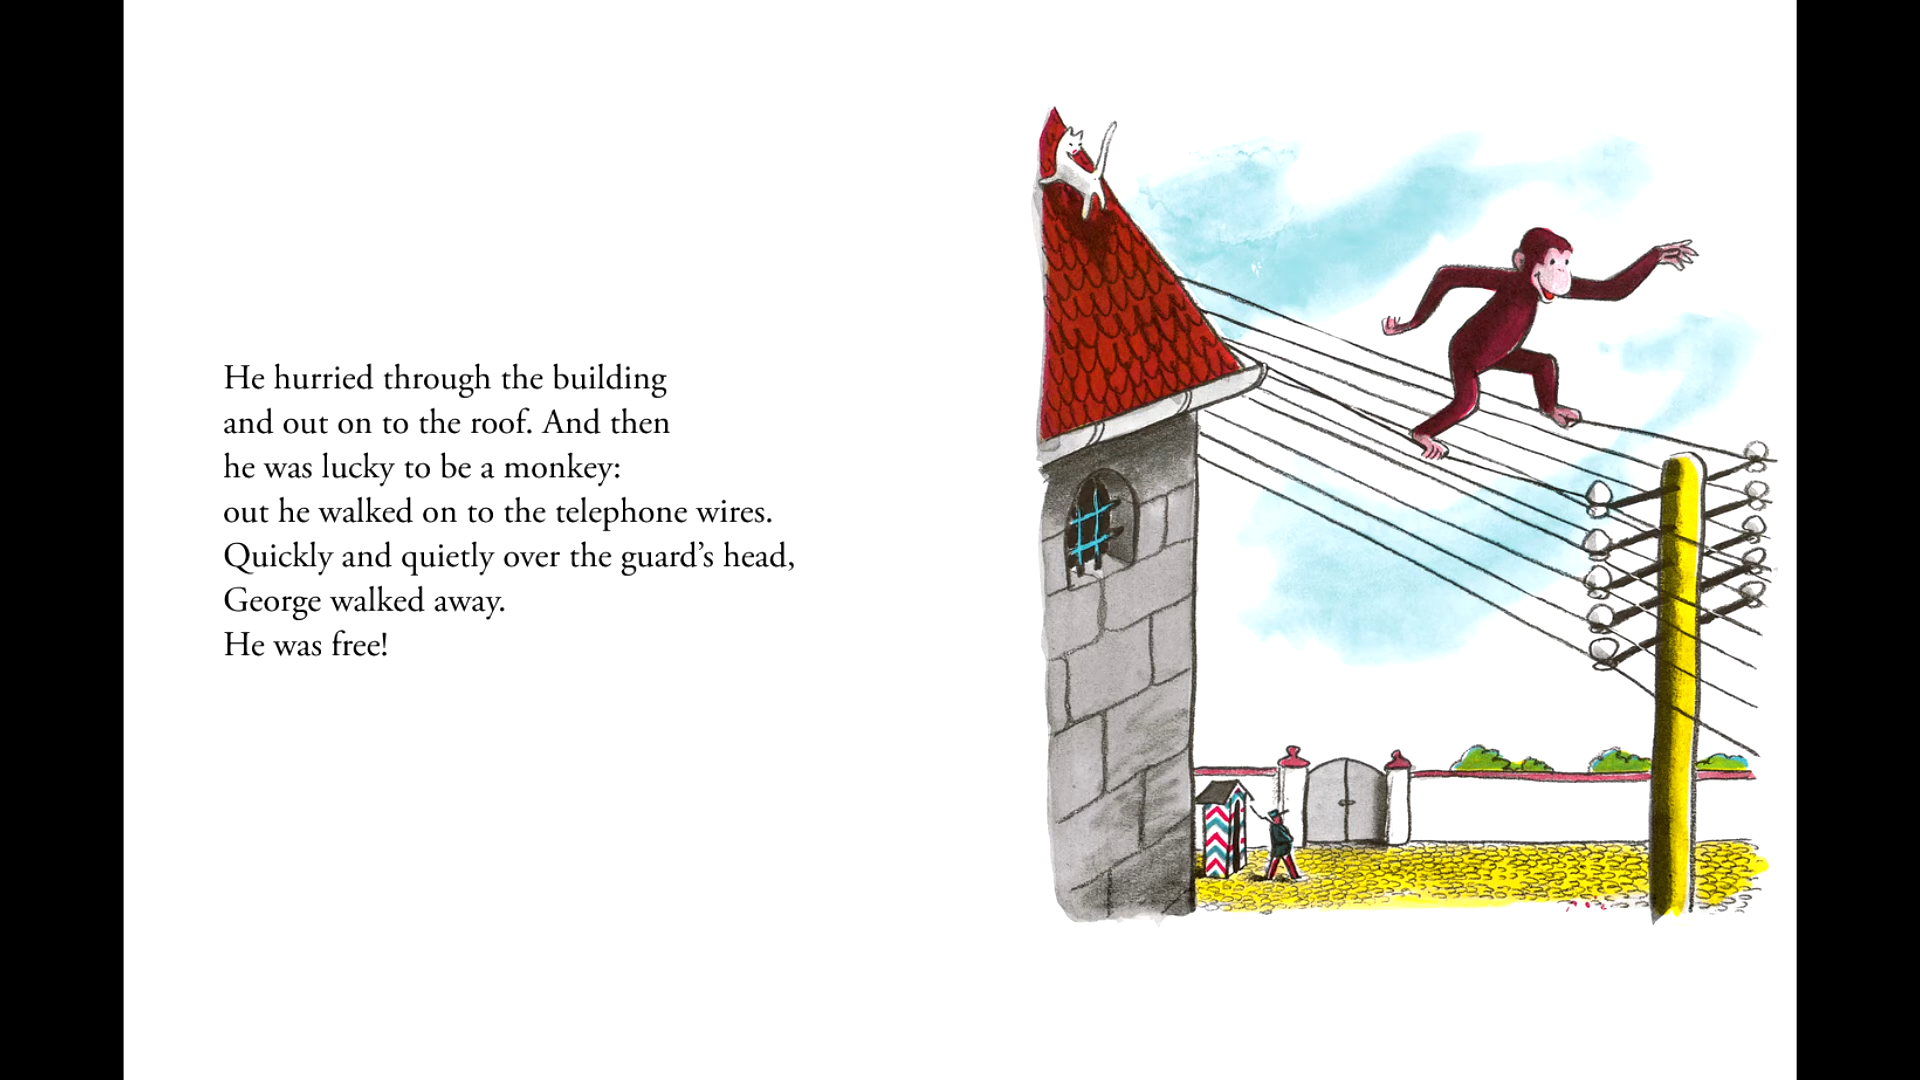 He hurried through the building
and out on to the roof. And then
he was lucky to be a monkey:
out he walked on to the telephone wires.
Quickly and quietly over the guard’s head,
George walked away.
He was free!